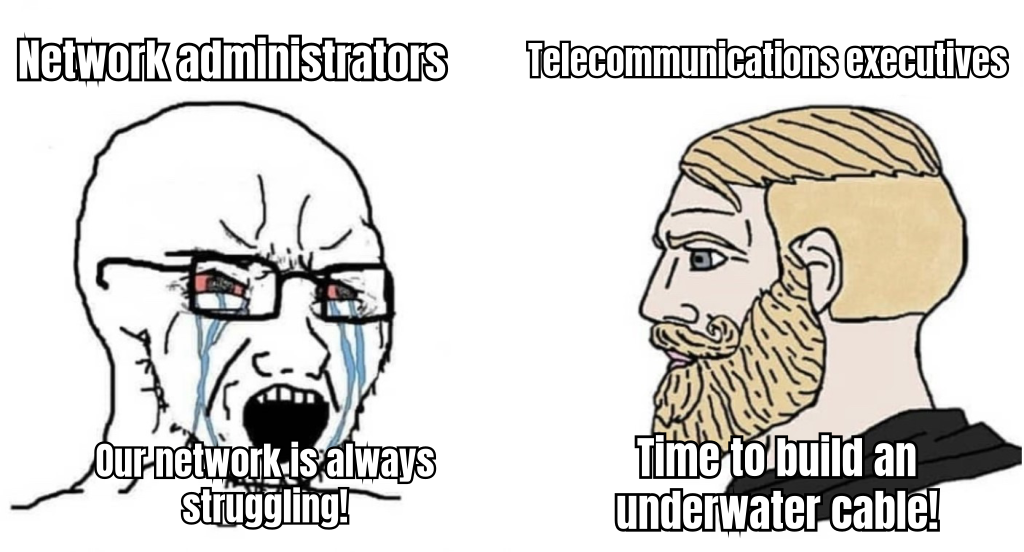 Network administrators
Telecommunications executives
Our network is always
struggling!
Time to build an
underwater cable!